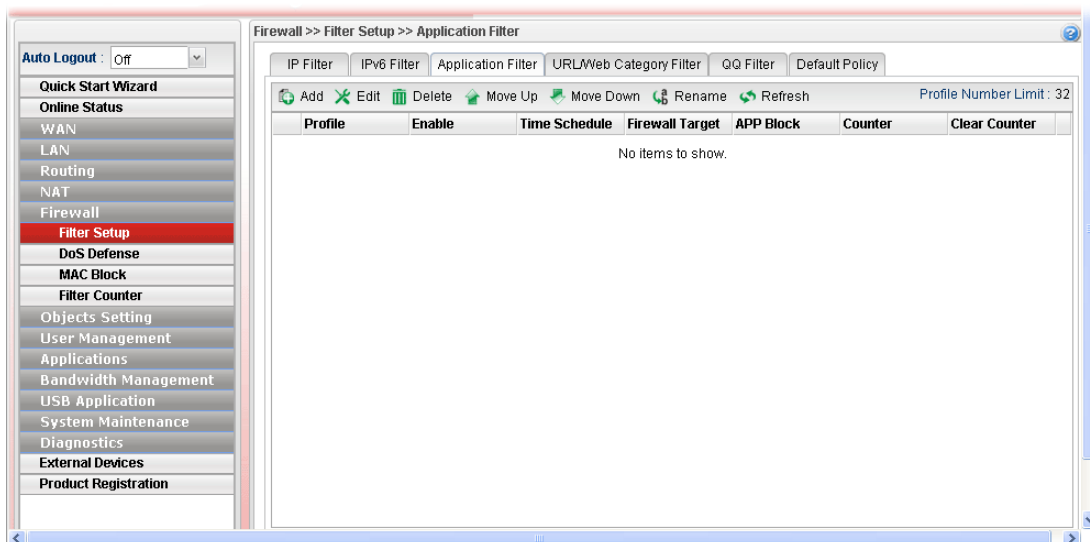 Firewall >> Filter Setup >> Application Filter
Auto Logout : Off
Quick Start Wizard
Online Status
WAN
LAN
Routing
NAT
Firewall
Filter Setup
DoS Defense
MAC Block
Filter Counter
Objects Setting
User Management
Applications
Bandwidth Management
USB Application
System Maintenance
Diagnostics
External Devices
Product Registration
IP Filter IPv6 Filter Application Filter URL/Web Category Filter QQ Filter Default Policy
Add Edit Delete Move Up Move Down Rename Refresh Profile Number Limit : 32
Profile Enable Time Schedule Firewall Target APP Block Counter Clear Counter
No items to show.